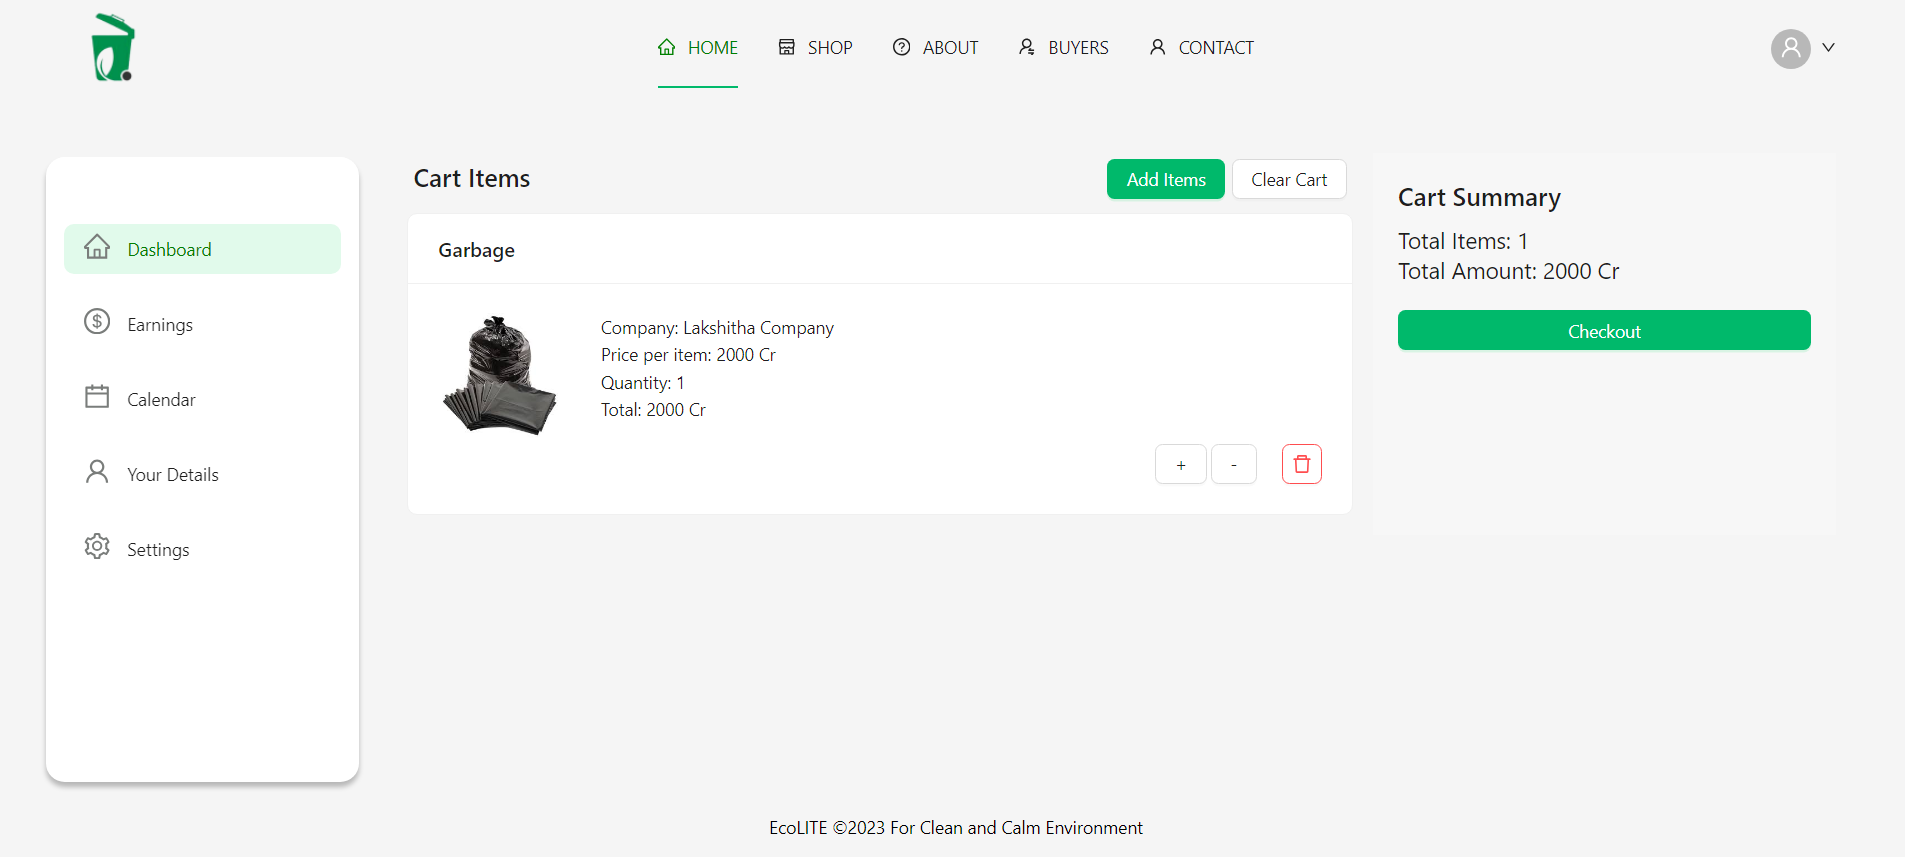 HOME
SHOP
ABOUT
BUYERS
CONTACT
Dashboard
Earnings
Calendar
Your Details
Settings
Cart Items
Add Items
Clear Cart
Garbage
Company: Lakshitha Company
Price per item: 2000 Cr
Quantity: 1
Total: 2000 Cr
+
-
Cart Summary
Total Items: 1
Total Amount: 2000 Cr
Checkout
EcoLITE ©2023 For Clean and Calm Environment